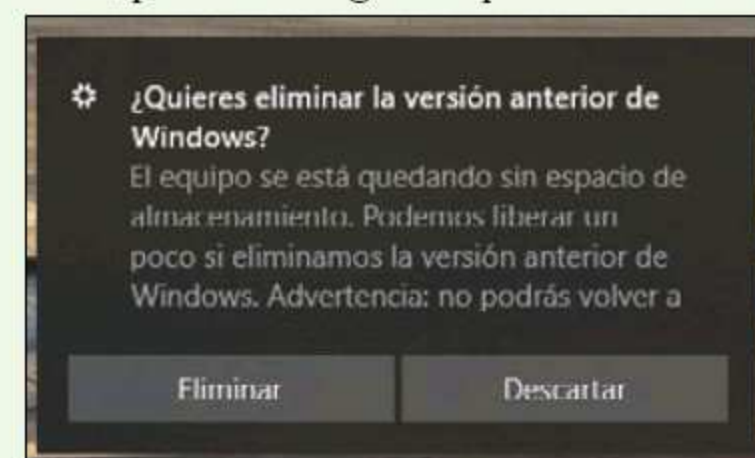 ¿Quieres eliminar la versión anterior de
Windows?
El equipo se está quedando sin espacio de
almacenamiento. Podemos liberar un
poco si eliminamos la versión anterior de
Windows. Advertencia: no podrás volver a
Eliminar
Descartar